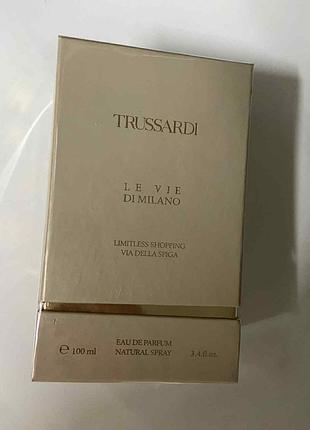 TRUSSARDI
LE VIE
DI MILANO
LIMITLESS SHOPPING
VIA DELLA SPIGA
EAU DE PARFUM
℮ 100 ml NATURAL SPRAY 3.4.fl.oz.